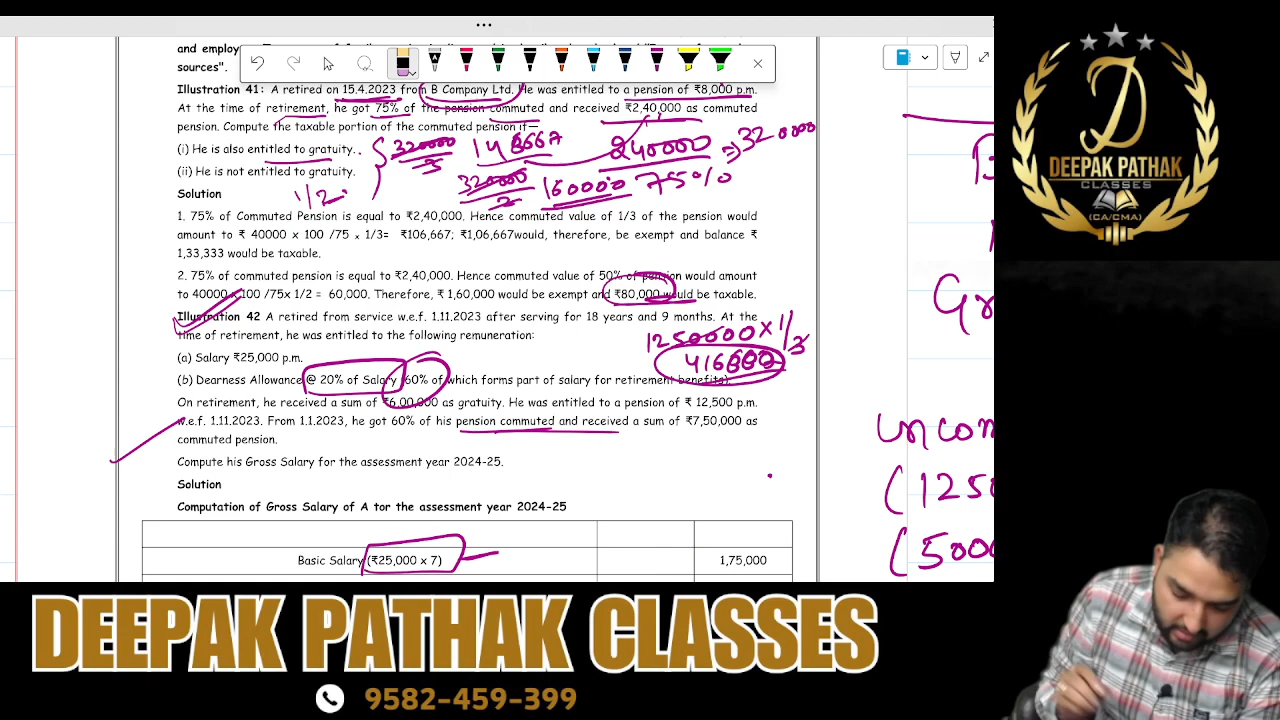 and employ
sources".
Illustration 41: A retired on 15.4.2023 from B Company Ltd. He was entitled to a pension of ₹8,000 p.m.
At the time of retirement, he got 75% of the pension commuted and received ₹2,40,000 as commuted
pension. Compute the taxable portion of the commuted pension if—
(i) He is also entitled to gratuity.
(ii) He is not entitled to gratuity.
320000/3
240000 ⇒ 320000
75%
320000/2 160000
1/2
Solution
1. 75% of Commuted Pension is equal to ₹2,40,000. Hence commuted value of 1/3 of the pension would
amount to ₹ 40000 X 100 /75 x 1/3= ₹1,06,667; ₹1,06,667would, therefore, be exempt and balance ₹
1,33,333 would be taxable.
2. 75% of commuted pension is equal to ₹2,40,000. Hence commuted value of 50% of pension would amount
to 40000 x 100 /75x 1/2 = 60,000. Therefore, ₹ 1,60,000 would be exempt and ₹80,000 would be taxable.
Illustration 42 A retired from service w.e.f. 1.11.2023 after serving for 18 years and 9 months. At the
time of retirement, he was entitled to the following remuneration:
1250000 x 1/3
(a) Salary ₹25,000 p.m.
(b) Dearness Allowance @ 20% of Salary (60% of which forms part of salary for retirement benefits).
On retirement, he received a sum of ₹6,00,000 as gratuity. He was entitled to a pension of ₹ 12,500 p.m.
w.e.f. 1.11.2023. From 1.1.2023, he got 60% of his pension commuted and received a sum of ₹7,50,000 as
commuted pension.
Compute his Gross Salary for the assessment year 2024-25.
Solution
Computation of Gross Salary of A tor the assessment year 2024-25
Basic Salary (₹25,000 x 7) 1,75,000
Gr
uncom
(1250
(5000
D
DEEPAK PATHAK
CLASSES
(CA/CMA)
DEEPAK PATHAK CLASSES
9582-459-399